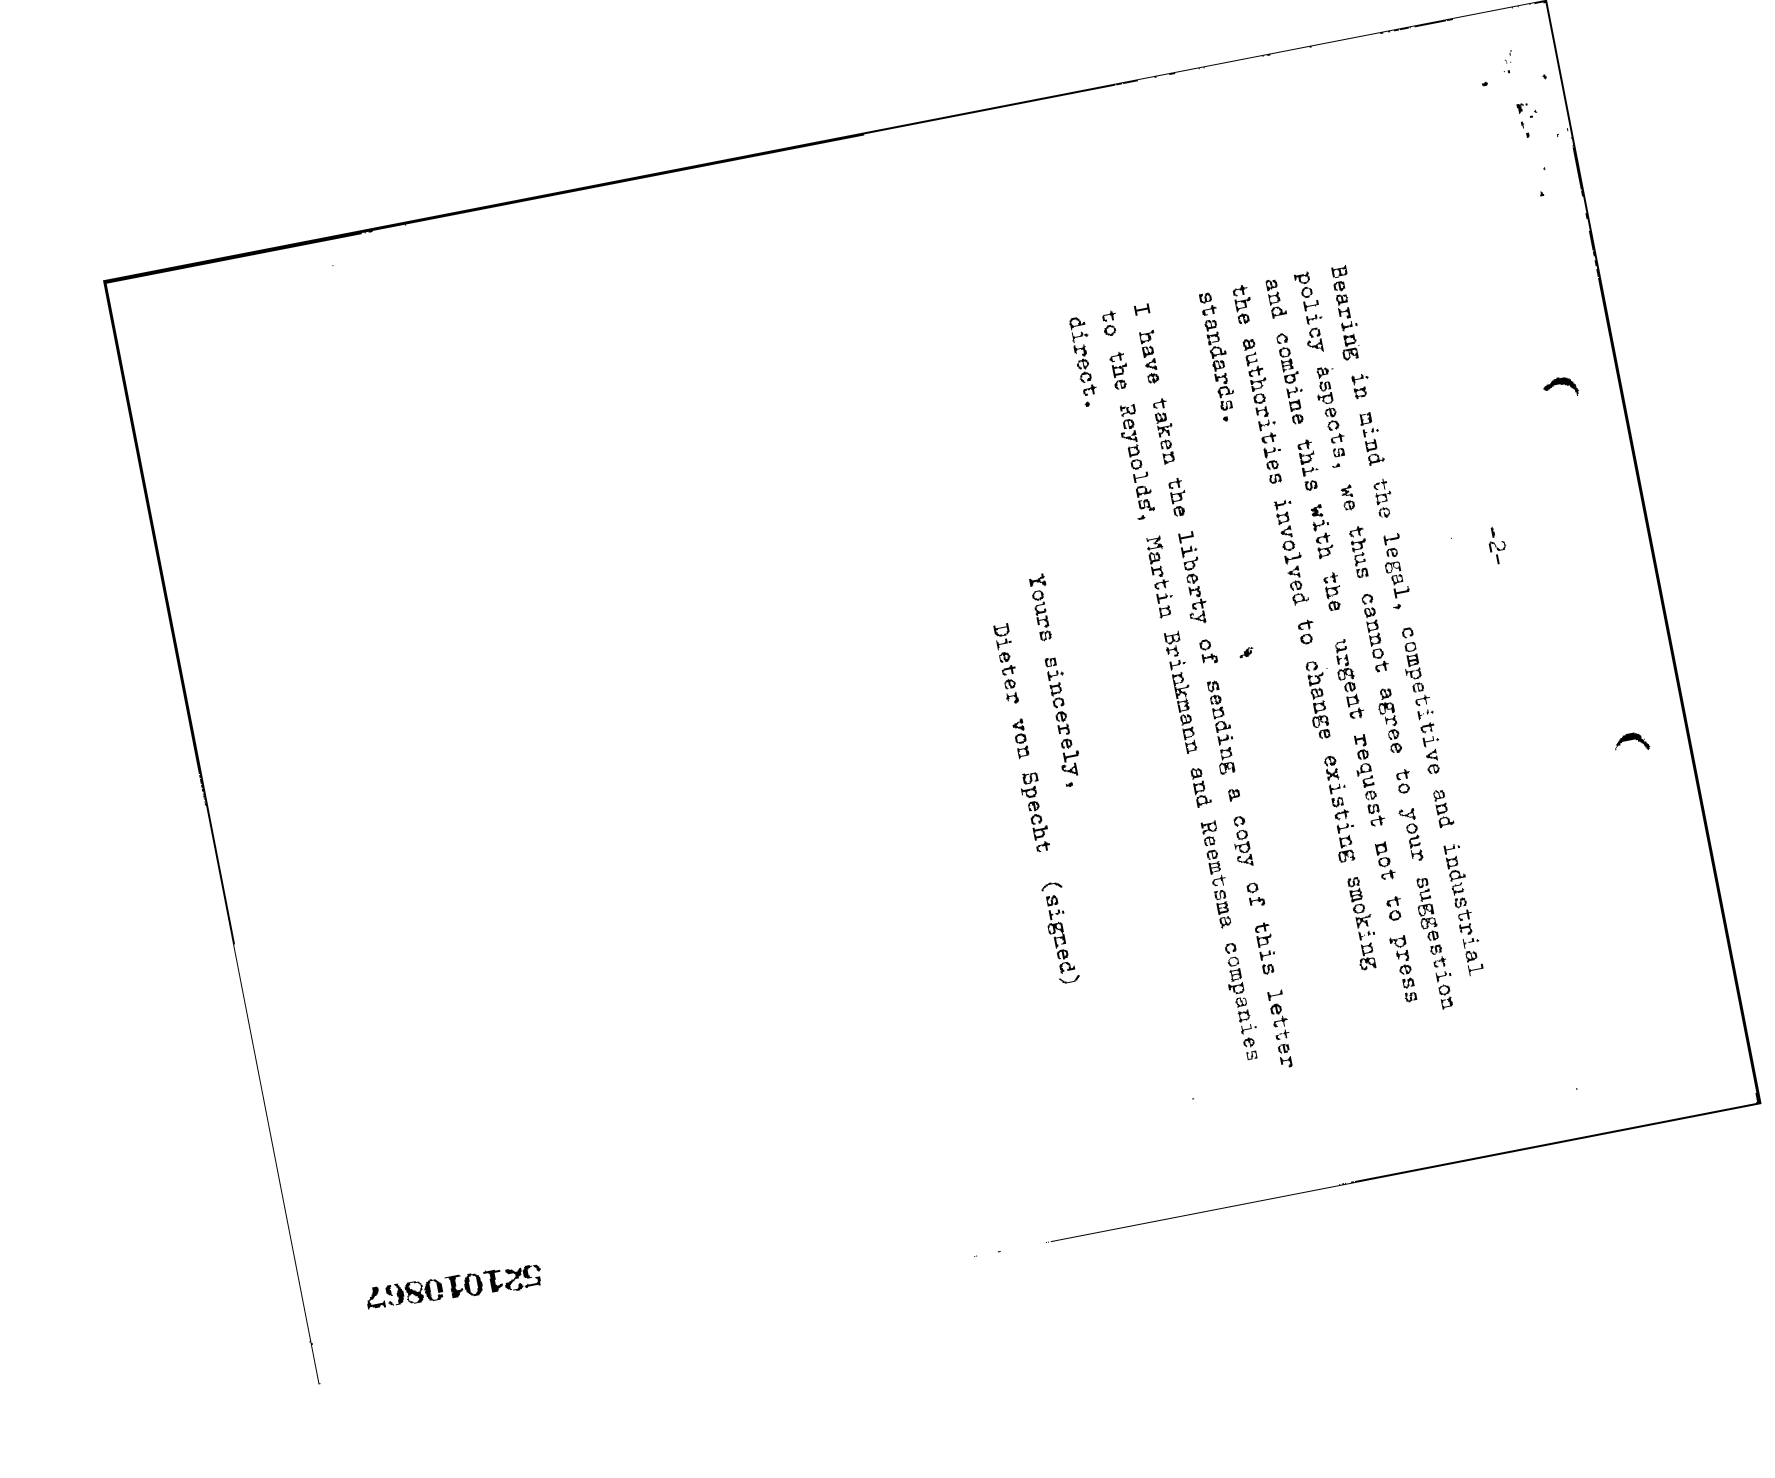 -2-
Bearing in mind the legal, competitive and industrial
policy aspects, we thus cannot agree to your suggestion
and combine this with the urgent request not to press
the authorities involved to change existing smoking
standards.
I have taken the liberty of sending a copy of this letter
to the Reynolds', Martin Brinkmann and Reemtsma companies
direct.
Yours sincerely,
Dieter von Specht (signed)
521010867